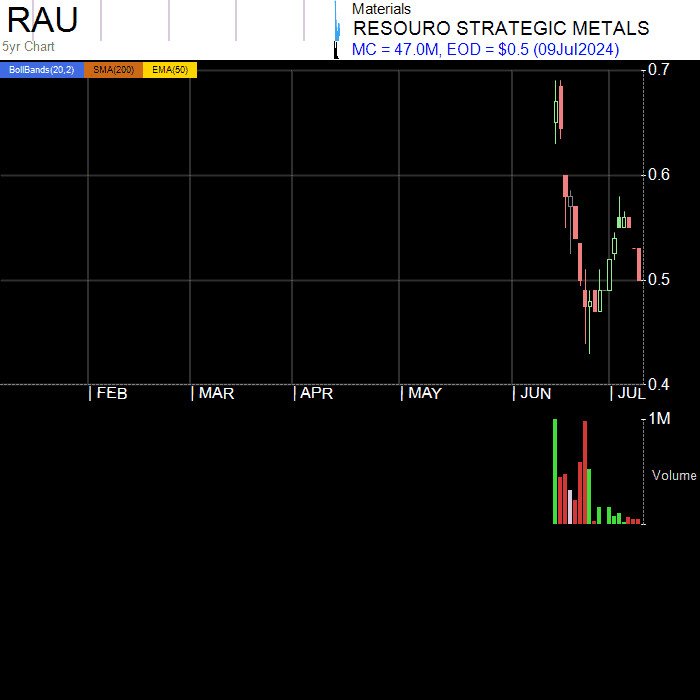 RAU
5yr Chart
Materials
RESOURO STRATEGIC METALS
MC = 47.0M, EOD = $0.5 (09Jul2024)
BollBands(20,2) SMA(200) EMA(50)
0.7
0.6
0.5
0.4
| FEB | MAR | APR | MAY | JUN | JUL
1M
Volume